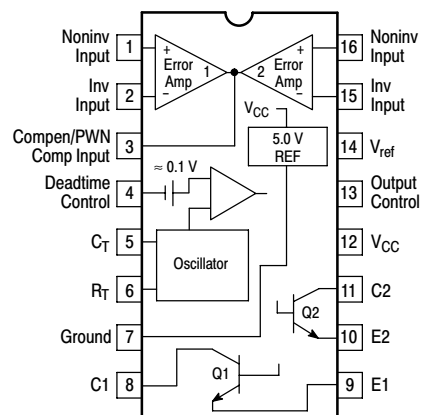 Noninv
Input
1
+
Error
Amp
1
−
Inv
Input
2
Compen/PWN
Comp Input
3
≈ 0.1 V
Deadtime
Control
4
CT
5
Oscillator
RT
6
Ground
7
C1
8
Q1
2
+
Error
Amp
−
16
Noninv
Input
15
Inv
Input
VCC
5.0 V
REF
14
Vref
13
Output
Control
12
VCC
11
C2
Q2
10
E2
9
E1